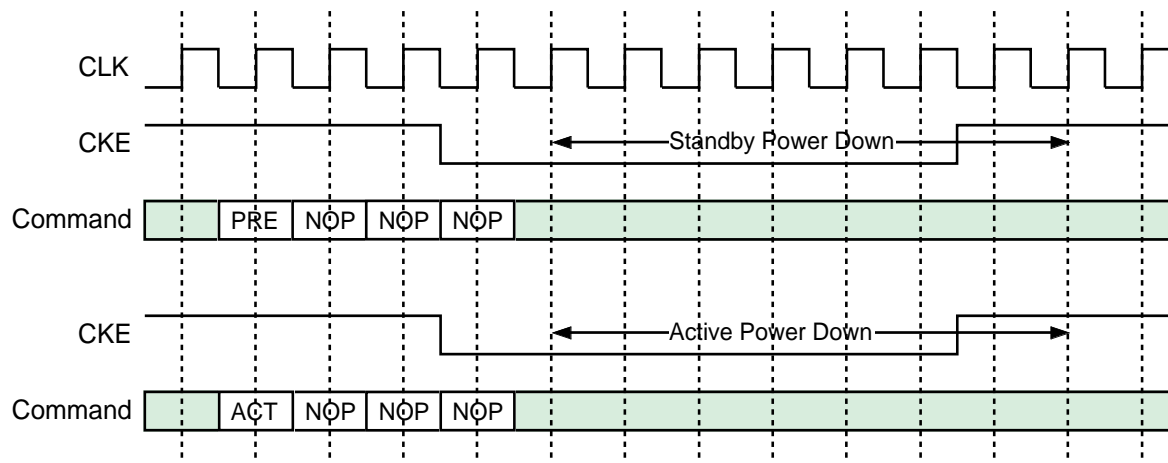 CLK
CKE
Standby Power Down
Command PRE NOP NOP NOP
CKE
Active Power Down
Command ACT NOP NOP NOP